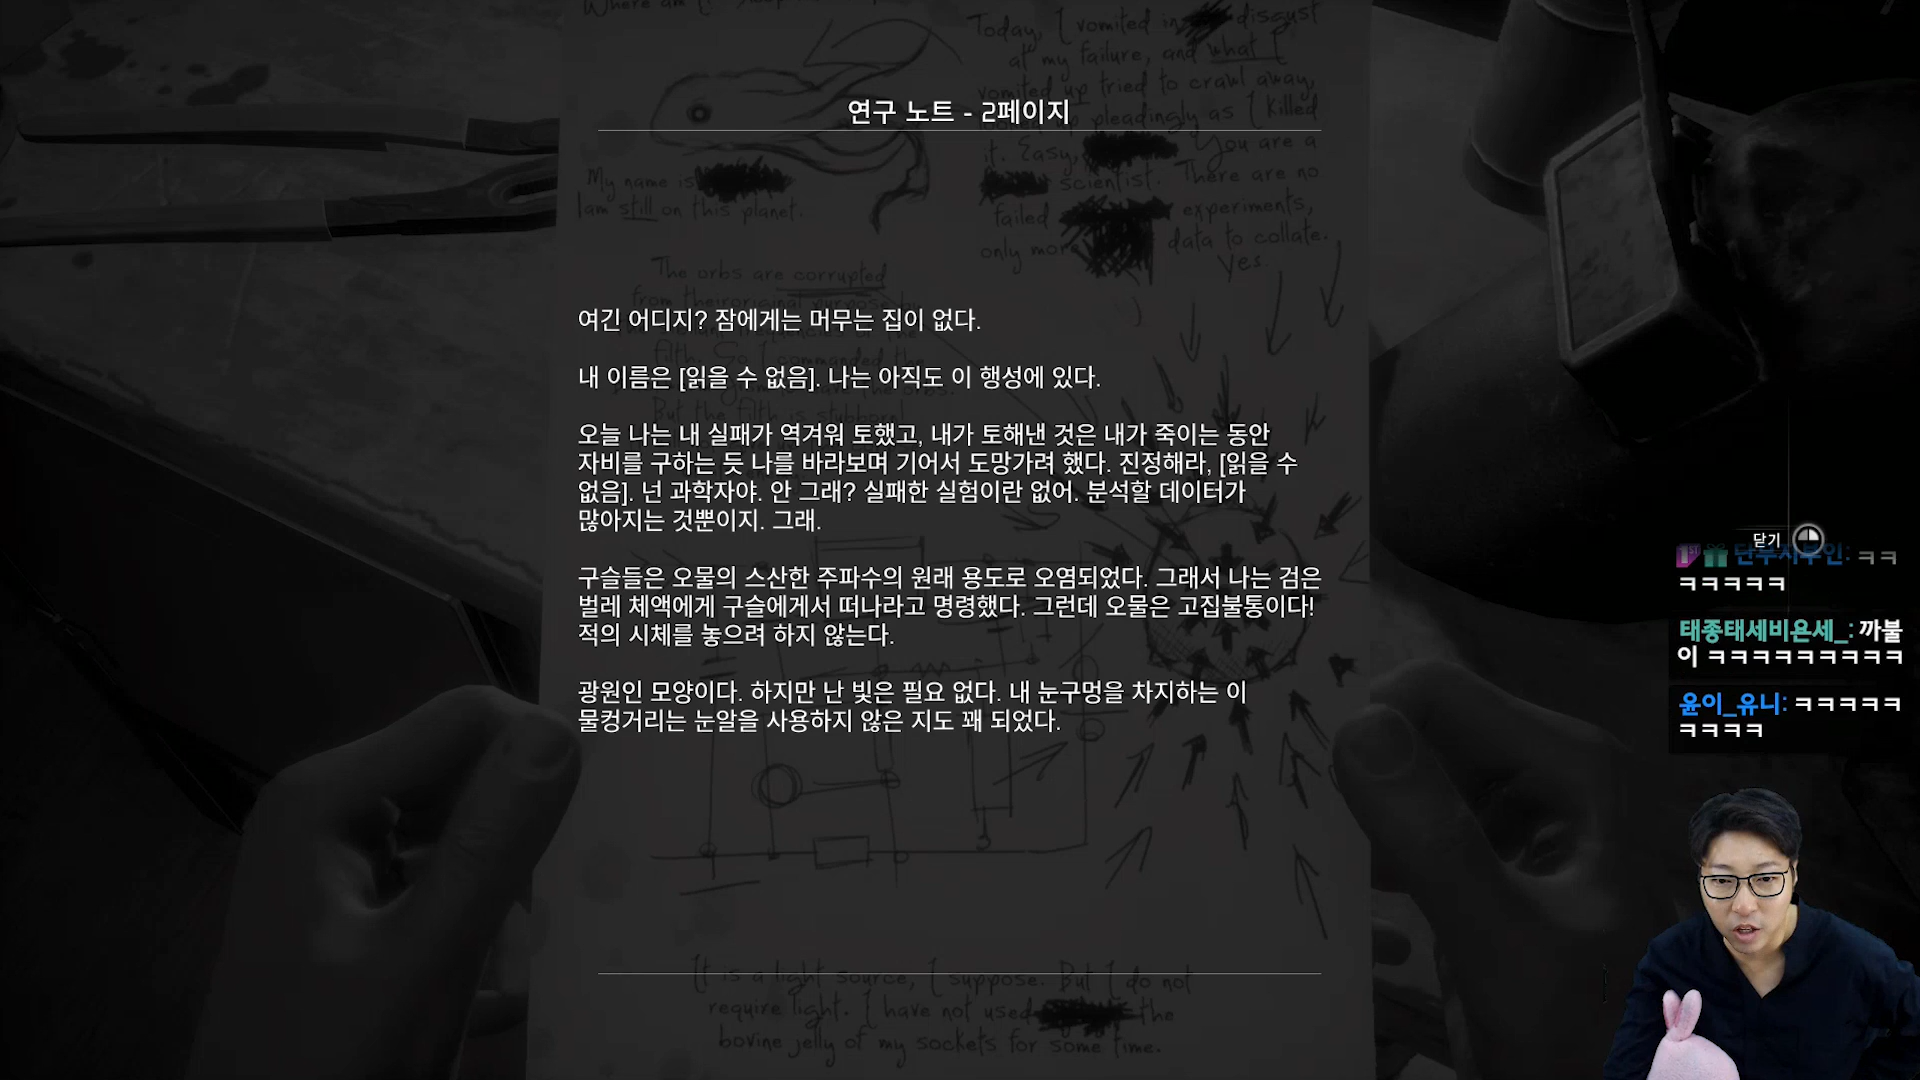 Today, I vomited in disgust
at my failure, and what I
vomited up tried to crawl away,
연구 노트 - 2페이지
pleadingly as I killed
it. Easy, You are a
My name is
scientist. There are no
I am still on this planet.
failed experiments,
only more data to collate.
Yes.
The orbs are corrupted
여긴 어디지? 잠에게는 머무는 집이 없다.
내 이름은 [읽을 수 없음]. 나는 아직도 이 행성에 있다.
오늘 나는 내 실패가 역겨워 토했고, 내가 토해낸 것은 내가 죽이는 동안
자비를 구하는 듯 나를 바라보며 기어서 도망가려 했다. 진정해라, [읽을 수
없음]. 넌 과학자야. 안 그래? 실패한 실험이란 없어. 분석할 데이터가
많아지는 것뿐이지. 그래.
구슬들은 오물의 스산한 주파수의 원래 용도로 오염되었다. 그래서 나는 검은
벌레 체액에게 구슬에게서 떠나라고 명령했다. 그런데 오물은 고집불통이다!
적의 시체를 놓으려 하지 않는다.
광원인 모양이다. 하지만 난 빛은 필요 없다. 내 눈구멍을 차지하는 이
물컹거리는 눈알을 사용하지 않은 지도 꽤 되었다.
It is a light source, I suppose. But I do not
require light. I have not used the
bovine jelly of my sockets for some time.
닫기
단무지부인: ㅋㅋ
ㅋㅋㅋㅋㅋ
태종태세비욘세_: 까불
이 ㅋㅋㅋㅋㅋㅋㅋㅋㅋ
윤이_유니: ㅋㅋㅋㅋㅋ
ㅋㅋㅋㅋ